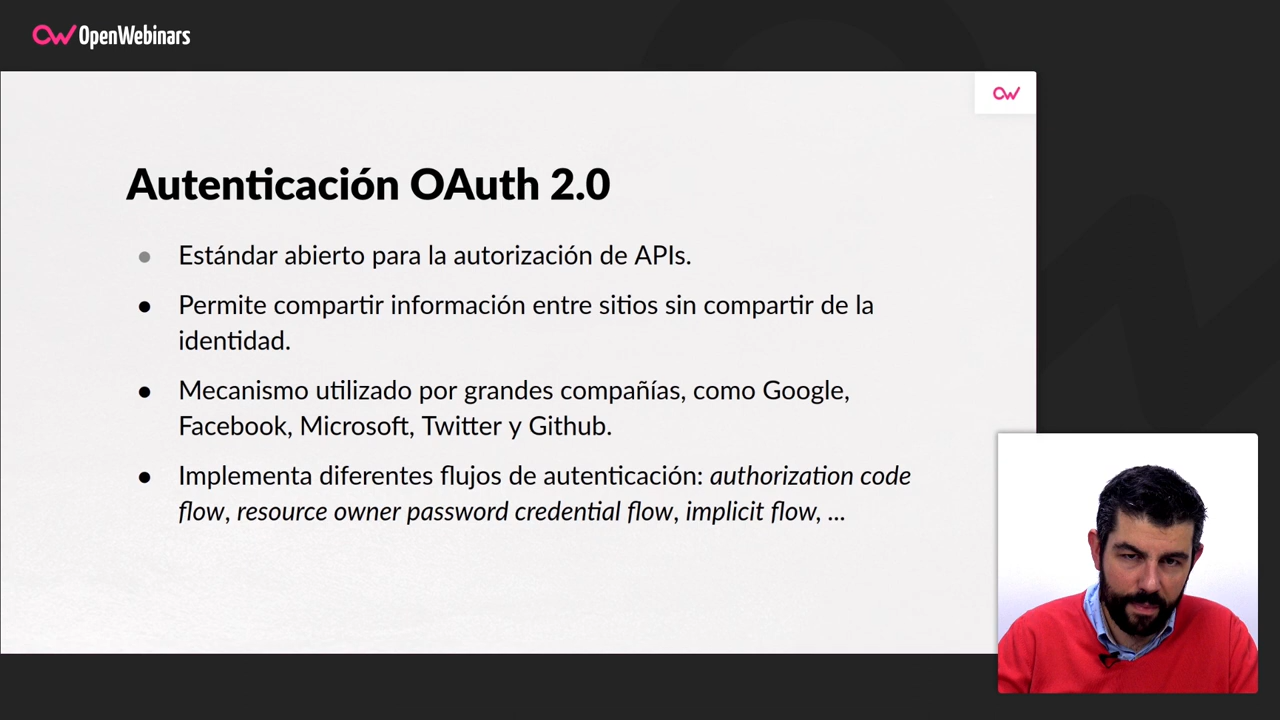 OW OpenWebinars
OW
Autenticación OAuth 2.0
● Estándar abierto para la autorización de APIs.
● Permite compartir información entre sitios sin compartir de la
identidad.
● Mecanismo utilizado por grandes compañías, como Google,
Facebook, Microsoft, Twitter y Github.
● Implementa diferentes flujos de autenticación: authorization code
flow, resource owner password credential flow, implicit flow, ...